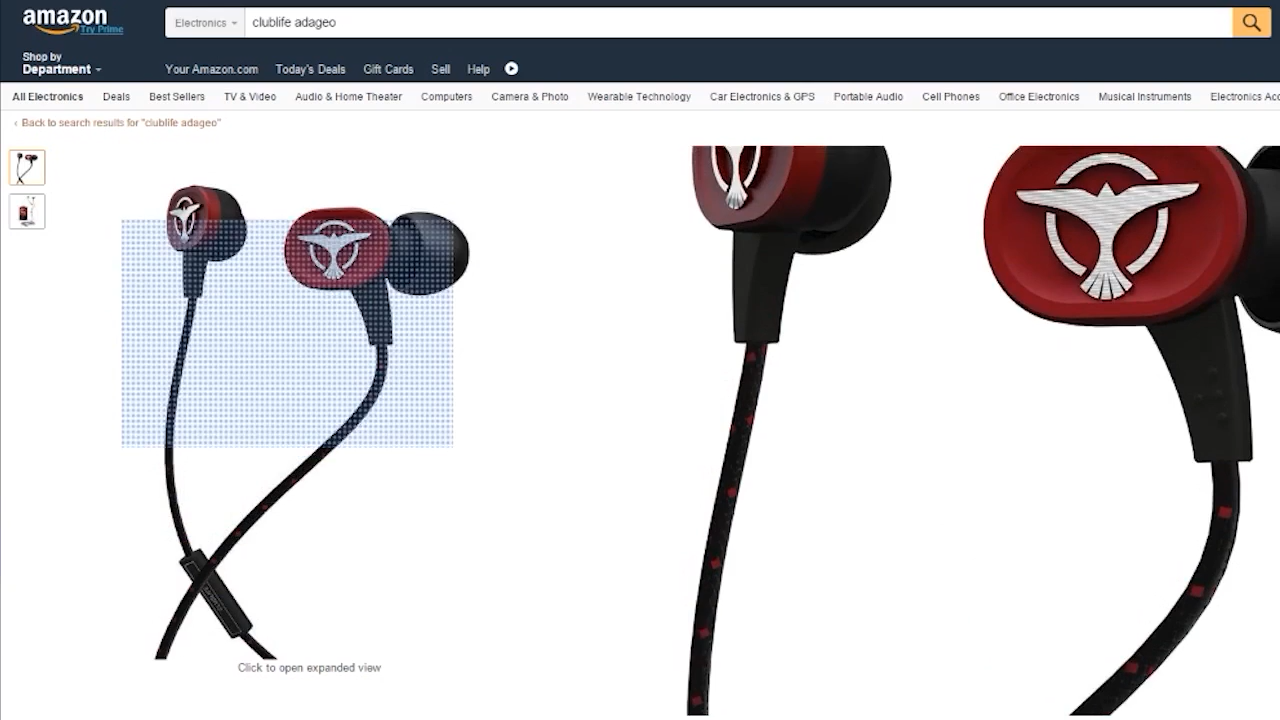 amazon
Try Prime
Electronics
clublife adageo
Shop by
Department
Your Amazon.com Today's Deals Gift Cards Sell Help
All Electronics Deals Best Sellers TV & Video Audio & Home Theater Computers Camera & Photo Wearable Technology Car Electronics & GPS Portable Audio Cell Phones Office Electronics Musical Instruments Electronics Acc
‹ Back to search results for "clublife adageo"
Click to open expanded view